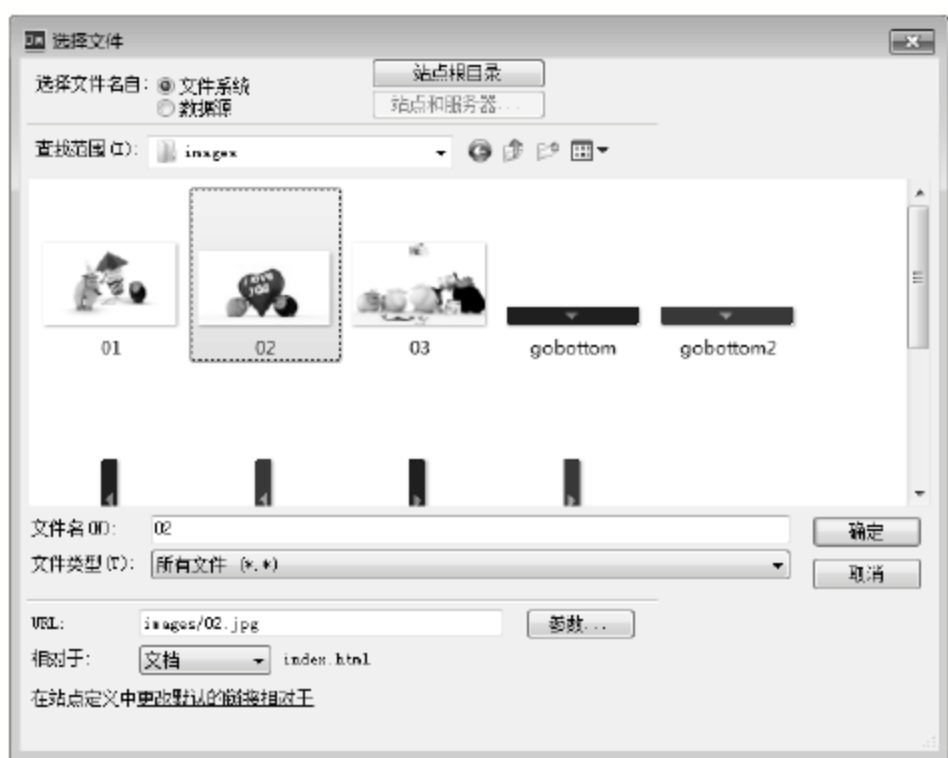 DW 选择文件
选择文件名自: 文件系统 站点根目录
数据源 站点和服务器...
查找范围(I): images
I LOVE YOU
01 02 03 gobottom gobottom2
文件名(N): 02 确定
文件类型(T): 所有文件 (*.*) 取消
URL: images/02.jpg 参数...
相对于: 文档 index.html
在站点定义中更改默认的链接相对于